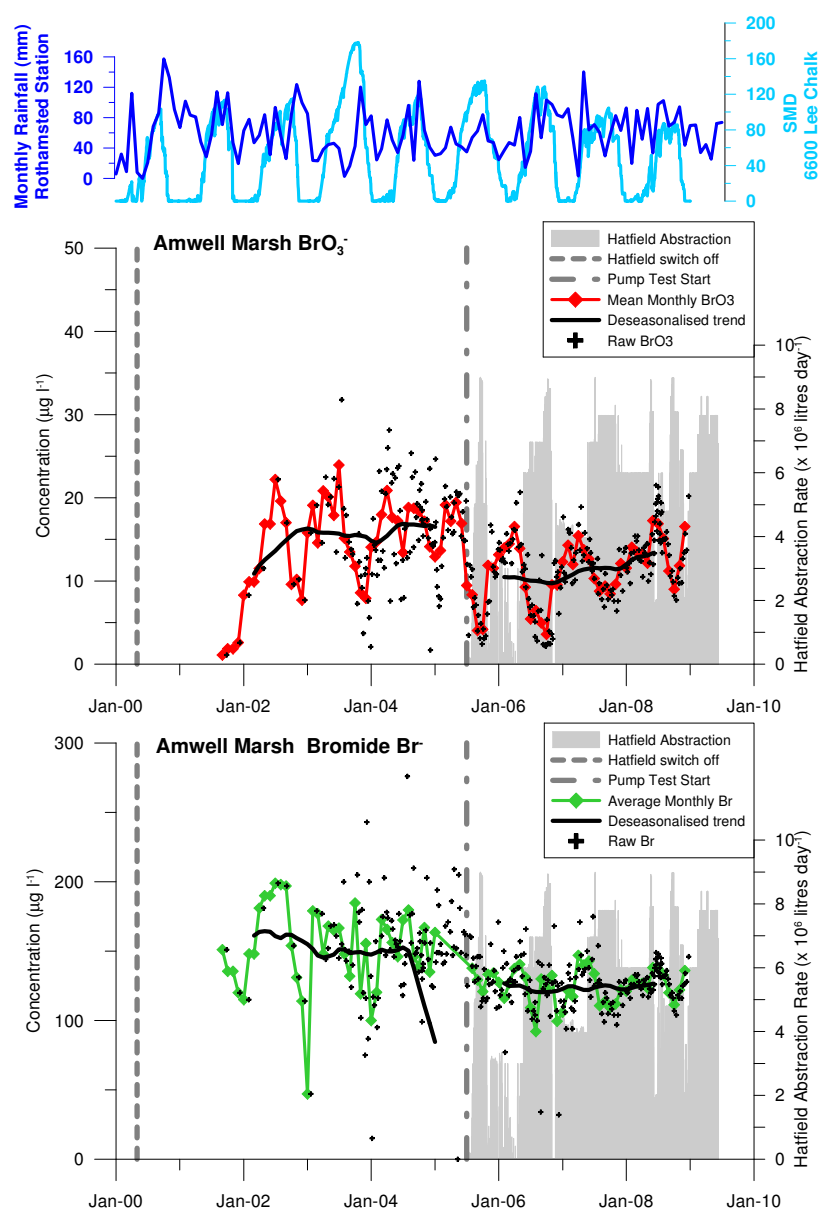 Monthly Rainfall (mm)
Rothamsted Station
160
120
80
40
0
200
160
120
80
40
0
SMD
6600 Lee Chalk
Amwell Marsh BrO3-
Hatfield Abstraction
Hatfield switch off
Pump Test Start
Mean Monthly BrO3
Deseasonalised trend
Raw BrO3
Concentration (µg l-1)
50
40
30
20
10
0
10
8
6
4
2
0
Hatfield Abstraction Rate (x 10^6 litres day-1)
Jan-00 Jan-02 Jan-04 Jan-06 Jan-08 Jan-10
Amwell Marsh Bromide Br-
Hatfield Abstraction
Hatfield switch off
Pump Test Start
Average Monthly Br
Deseasonalised trend
Raw Br
Concentration (µg l-1)
300
200
100
0
10
8
6
4
2
0
Hatfield Abstraction Rate (x 10^6 litres day-1)
Jan-00 Jan-02 Jan-04 Jan-06 Jan-08 Jan-10